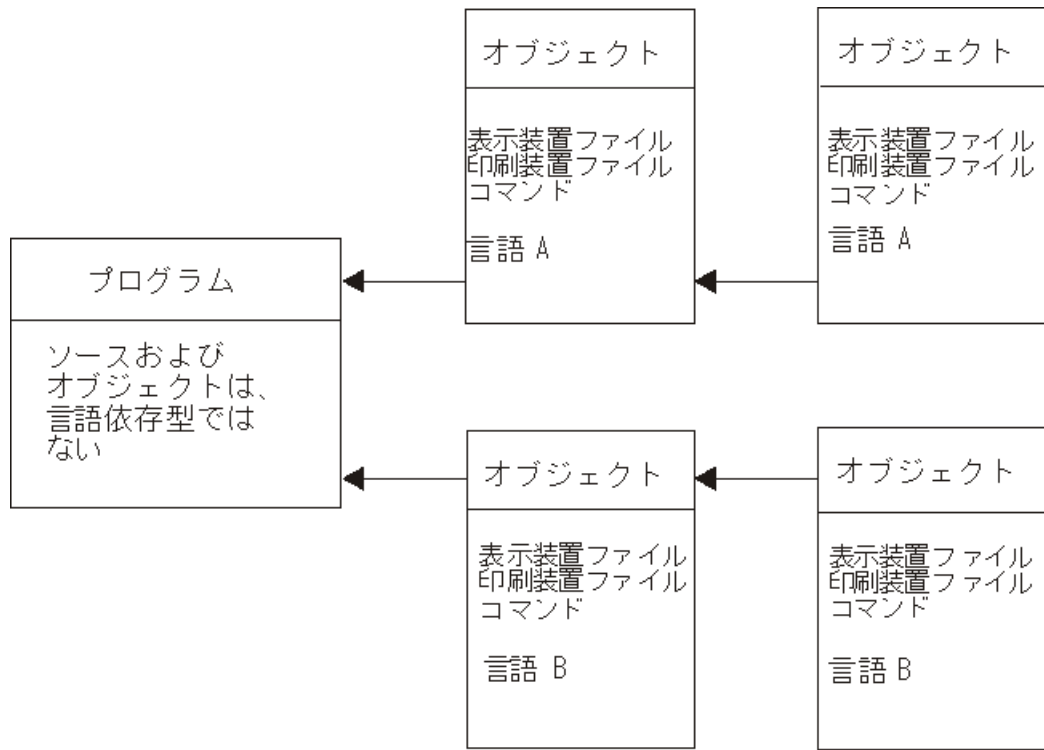 オブジェクト
表示装置ファイル
印刷装置ファイル
コマンド
言語 A
オブジェクト
表示装置ファイル
印刷装置ファイル
コマンド
言語 A
プログラム
ソースおよび
オブジェクトは、
言語依存型では
ない
オブジェクト
表示装置ファイル
印刷装置ファイル
コマンド
言語 B
オブジェクト
表示装置ファイル
印刷装置ファイル
コマンド
言語 B